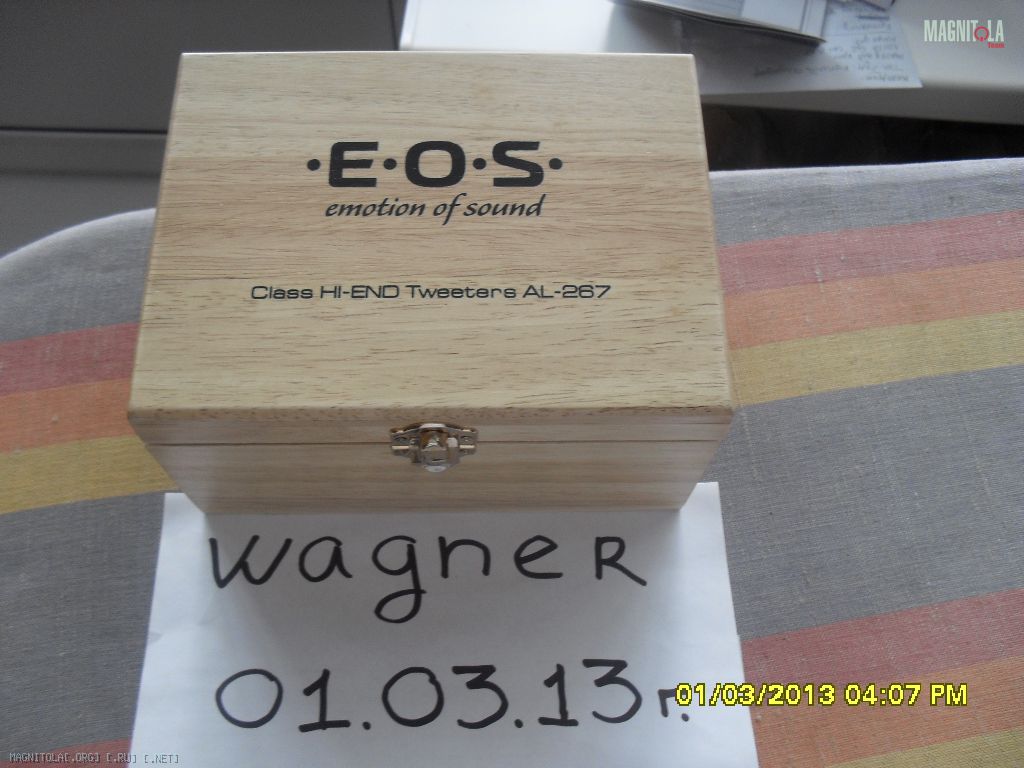 MAGNITOLA
Team
·E·O·S·
emotion of sound
Class HI-END Tweeters AL-267
wagneR
01.03.13г.
01/03/2013 04:07 PM
MAGNITOLA[.ORG] [.RU] [.NET]